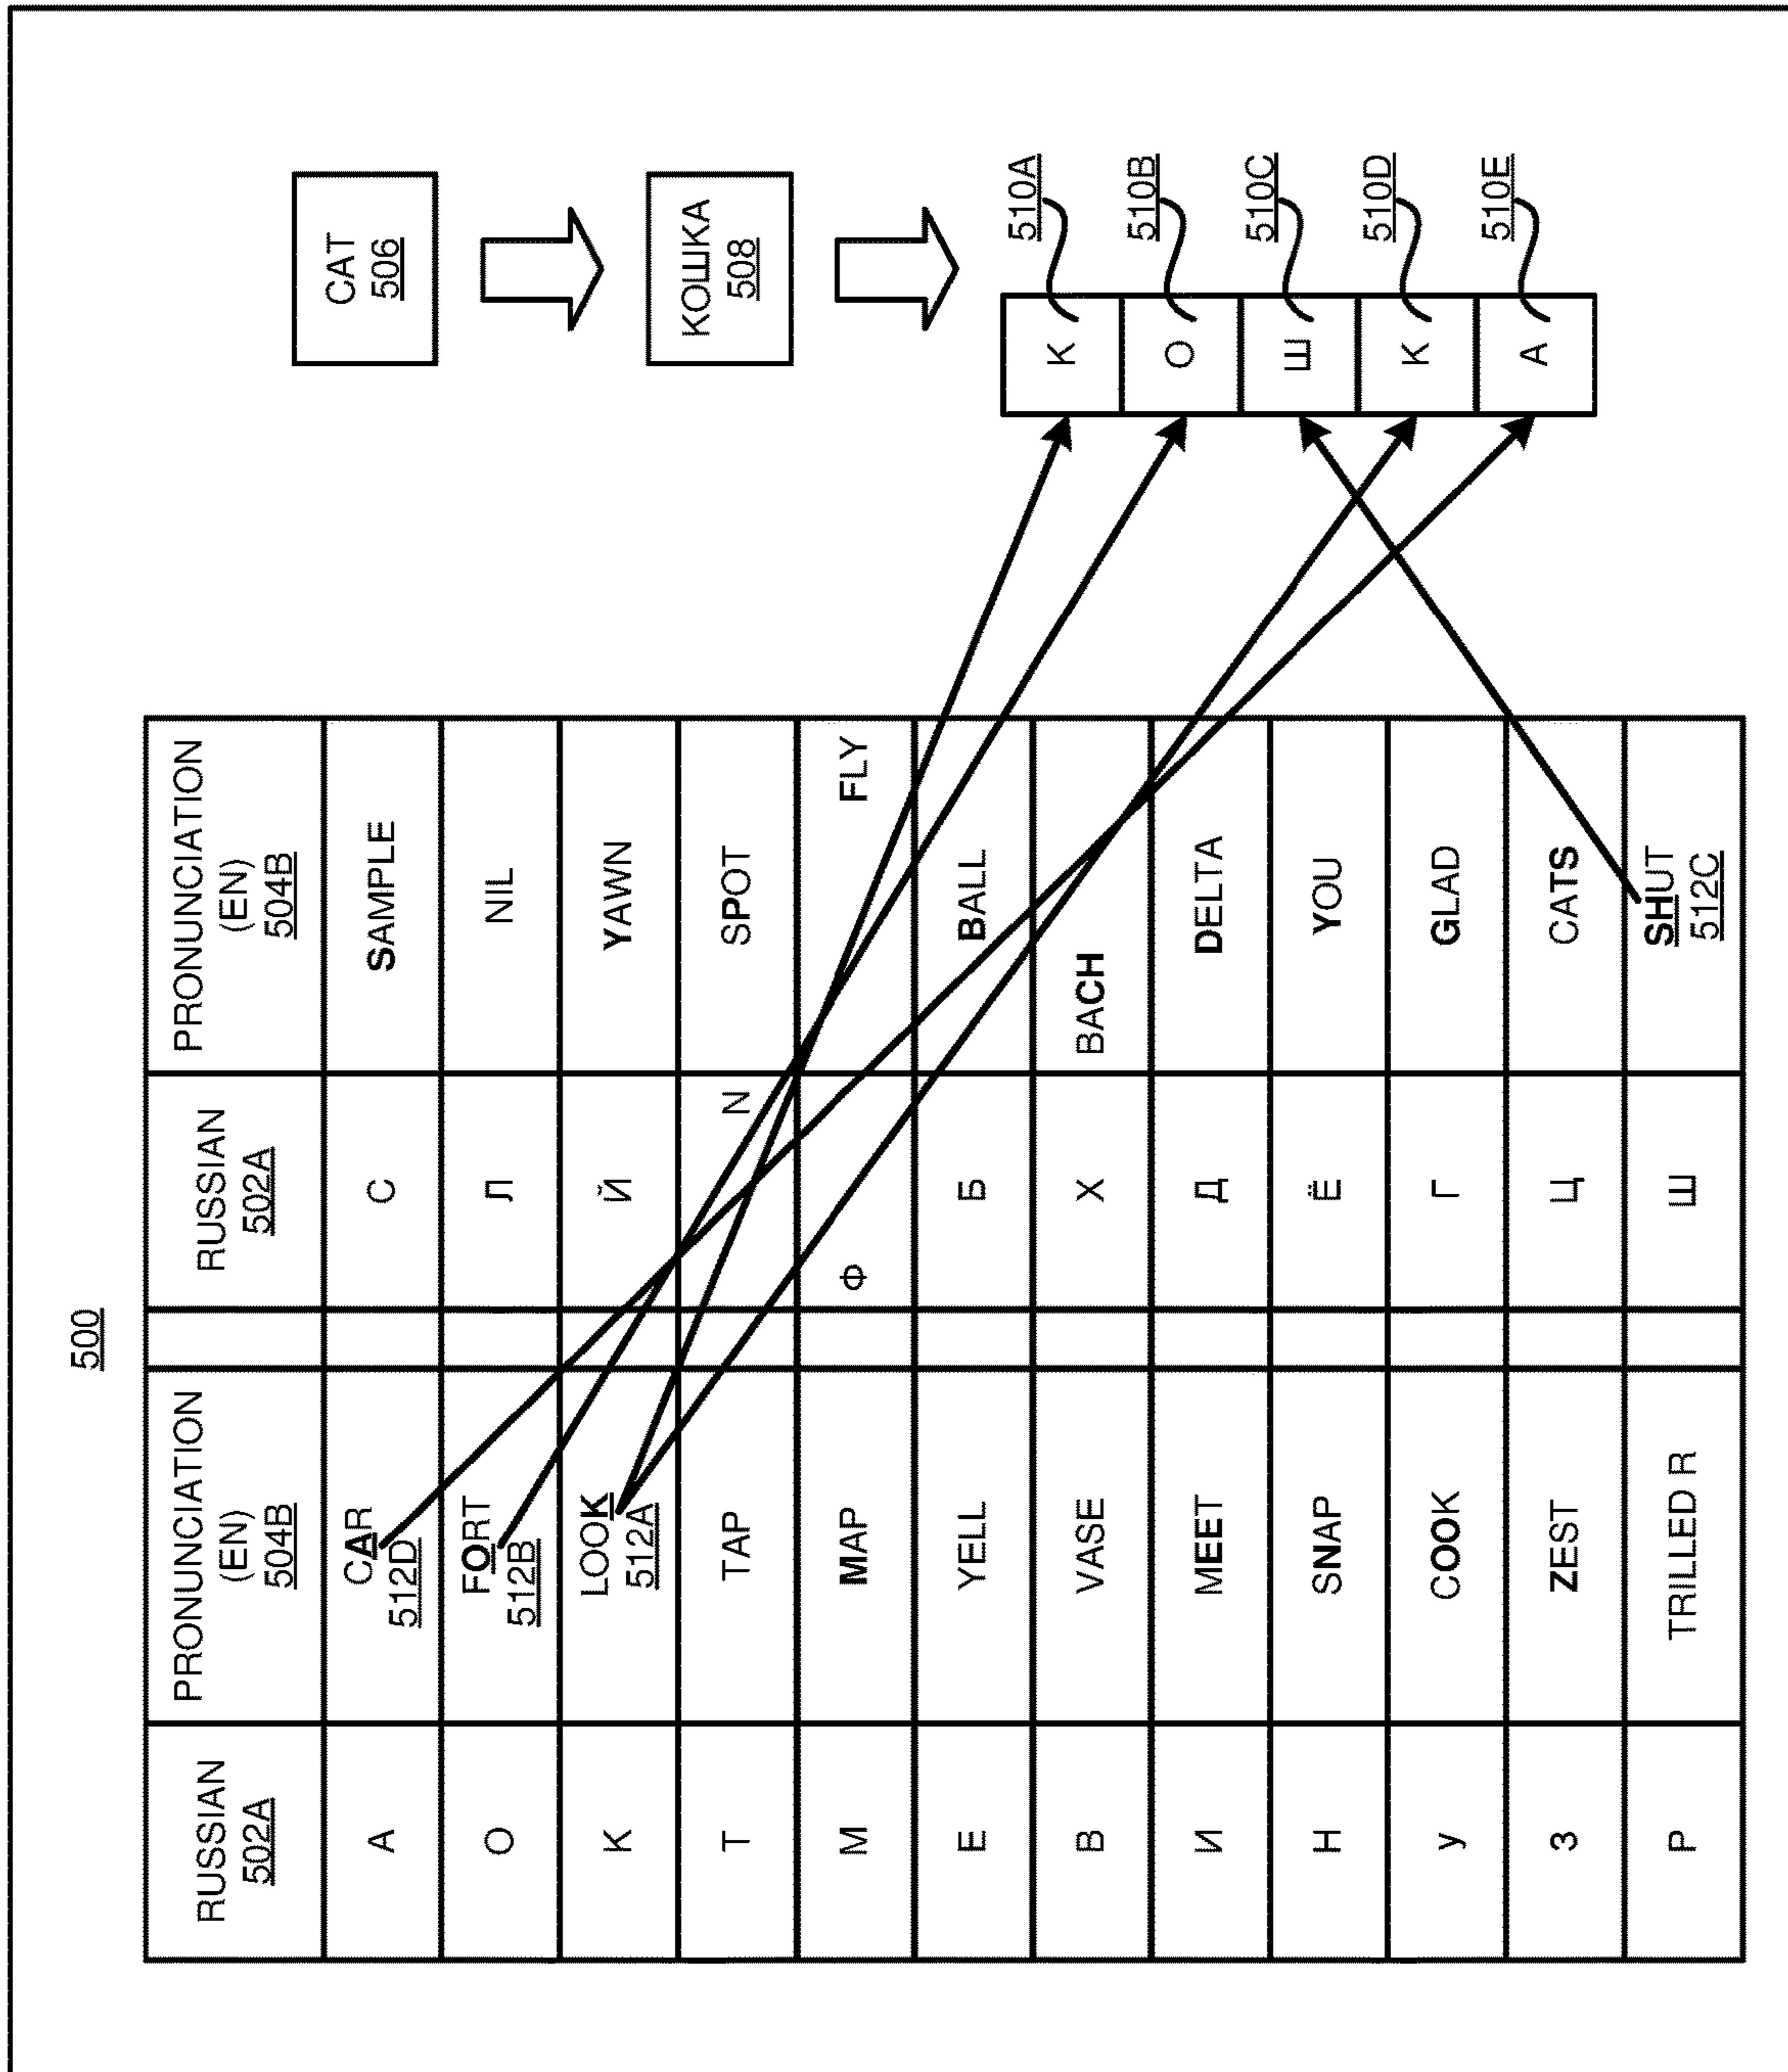 500
RUSSIAN
502A
PRONUNCIATION
(EN)
504B
RUSSIAN
502A
PRONUNCIATION
(EN)
504B
А CAR С SAMPLE
512D
О FORT Л NIL
512B
К LOOK Й YAWN
512A
Т TAP N SPOT
М MAP Ф FLY
Е YELL Б BALL
В VASE Х BACH
И MEET Д DELTA
Н SNAP Ё YOU
у COOK Г GLAD
З ZEST Ц CATS
Р TRILLED R Ш SHUT
512C
CAT
506
КОШКА
508
К 510A
О 510B
Ш 510C
К 510D
А 510E